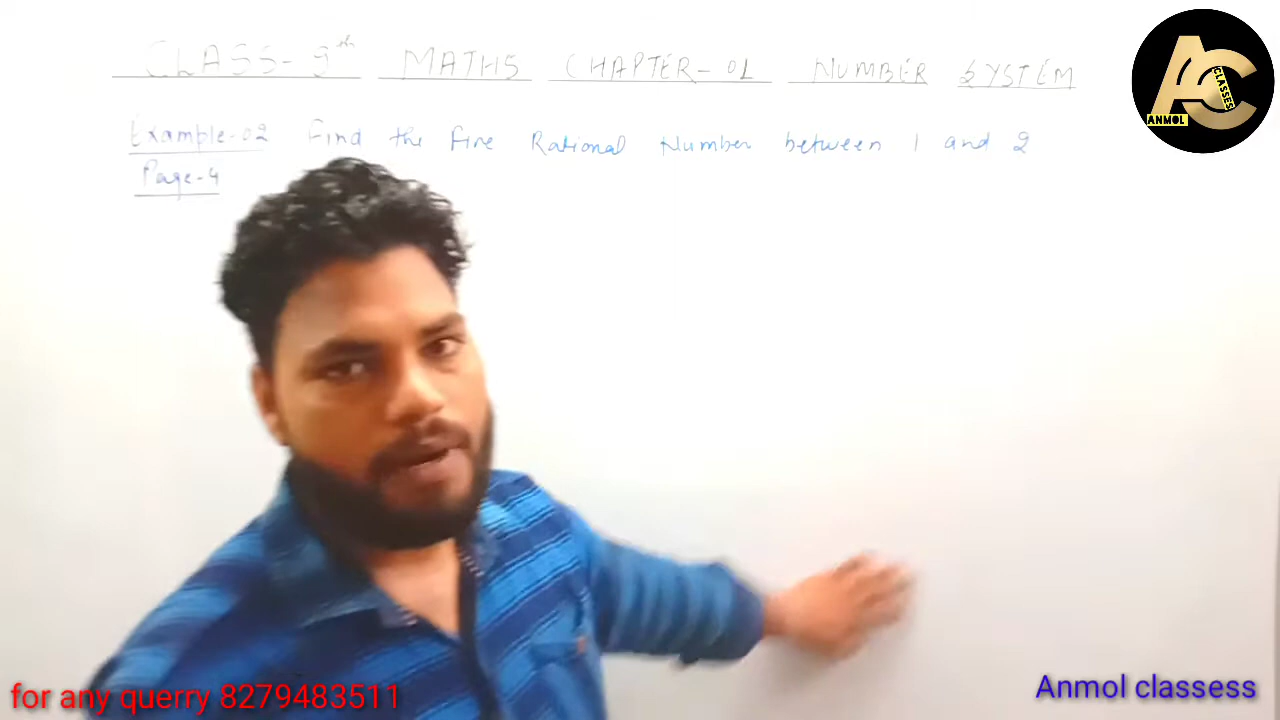 CLASS- 9th MATHS CHAPTER- 01 NUMBER SYSTEM
Example-02 Find the five Rational Number between 1 and 2
Page-4
AC
CLASSES
ANMOL
for any querry 8279483511
Anmol classess